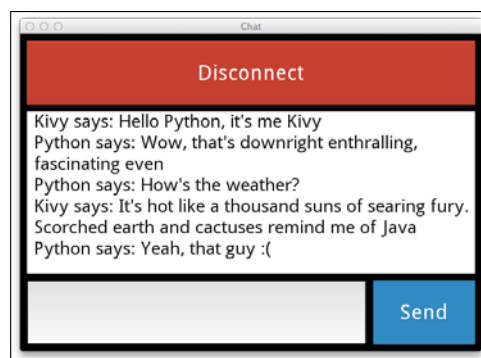 Chat
Disconnect
Kivy says: Hello Python, it's me Kivy
Python says: Wow, that's downright enthralling,
fascinating even
Python says: How's the weather?
Kivy says: It's hot like a thousand suns of searing fury.
Scorched earth and cactuses remind me of Java
Python says: Yeah, that guy :(
Send